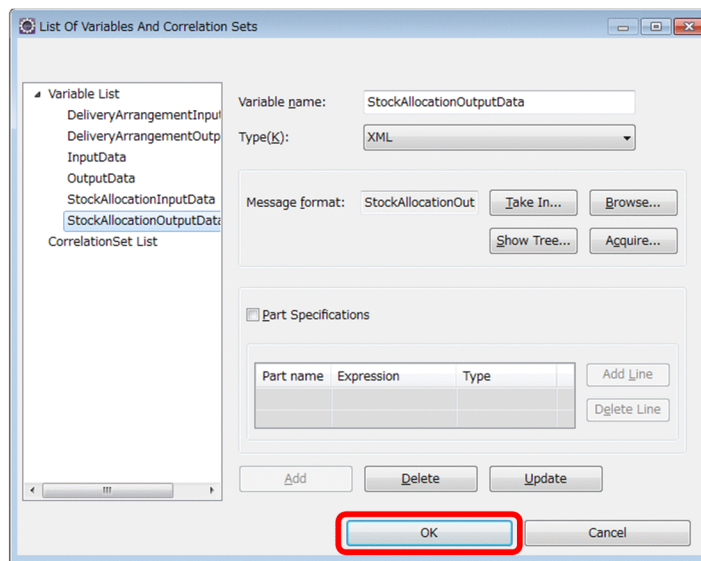 List Of Variables And Correlation Sets
Variable List
DeliveryArrangementInput
DeliveryArrangementOutp
InputData
OutputData
StockAllocationInputData
StockAllocationOutputData
CorrelationSet List
Variable name: StockAllocationOutputData
Type(K): XML
Message format: StockAllocationOut Take In... Browse...
Show Tree... Acquire...
Part Specifications
Part name Expression Type
Add Line
Delete Line
Add Delete Update
OK Cancel